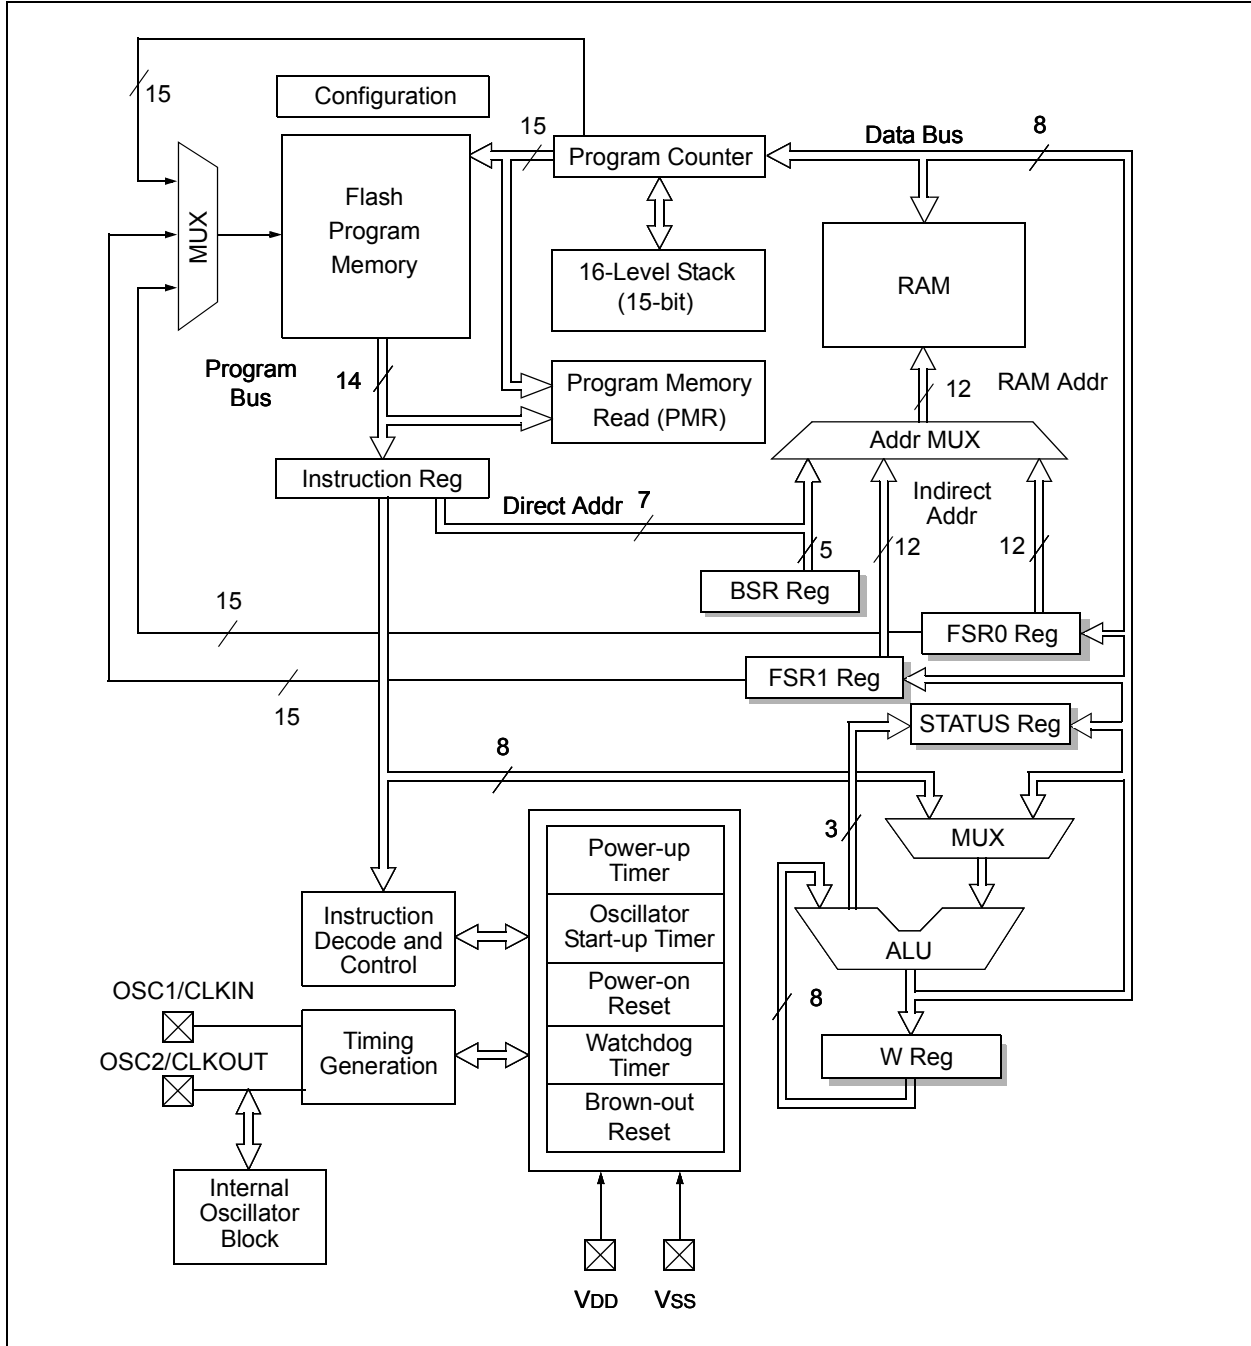 15
Configuration
15
Program Counter
Data Bus
8
MUX
Flash
Program
Memory
16-Level Stack
(15-bit)
RAM
Program
Bus
14
Program Memory
Read (PMR)
12
RAM Addr
Addr MUX
Instruction Reg
Direct Addr
7
Indirect
Addr
5
12
12
BSR Reg
15
FSR0 Reg
FSR1 Reg
15
STATUS Reg
8
3
MUX
Power-up
Timer
Oscillator
Start-up Timer
Instruction
Decode and
Control
ALU
OSC1/CLKIN
Power-on
Reset
8
Timing
Generation
Watchdog
Timer
W Reg
OSC2/CLKOUT
Brown-out
Reset
Internal
Oscillator
Block
VDD
VSS